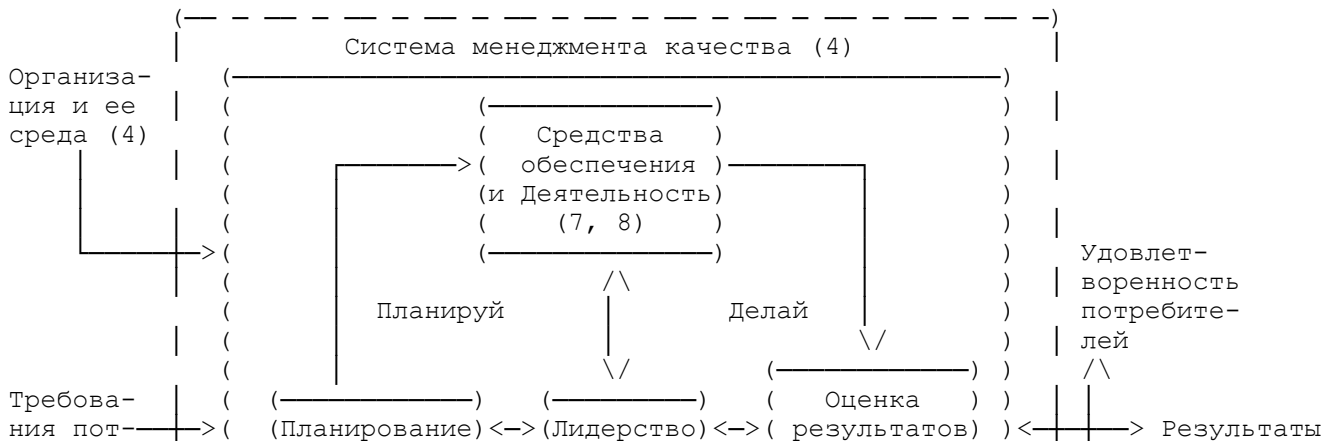 Система менеджмента качества (4)
Организа-
ция и ее
среда (4)
Средства
обеспечения
и Деятельность
(7, 8)
Удовлет-
воренность
Планируй Делай потребите-
лей
Требова- Оценка
ния пот- (Планирование)<->(Лидерство)<->( результатов) Результаты